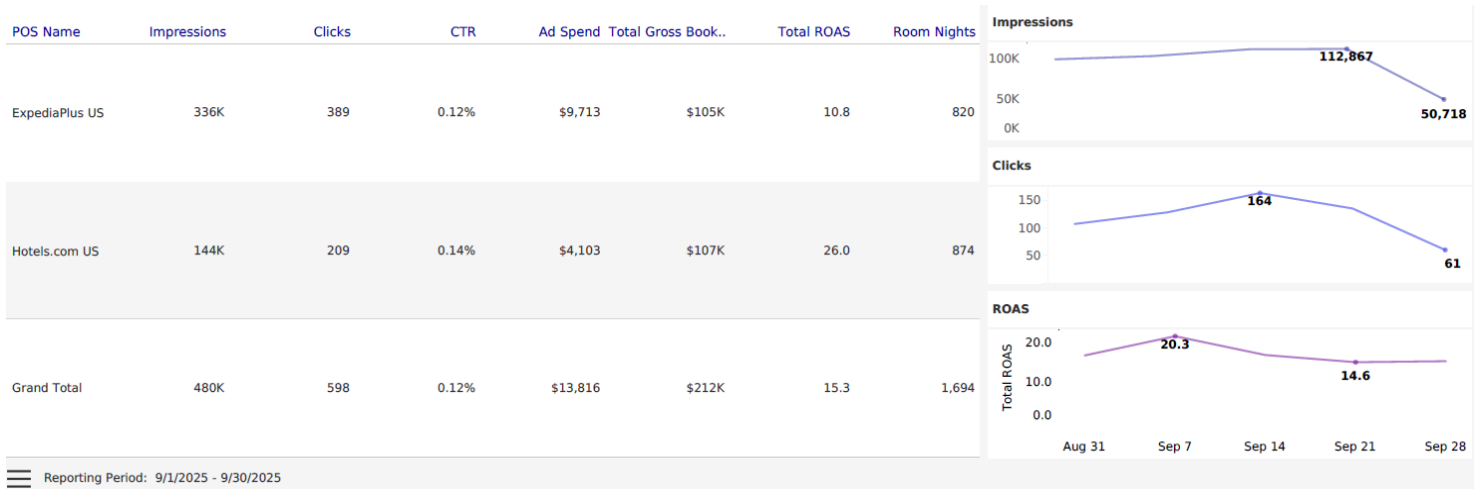 POS Name Impressions Clicks CTR Ad Spend Total Gross Book.. Total ROAS Room Nights
ExpediaPlus US 336K 389 0.12% $9,713 $105K 10.8 820
Hotels.com US 144K 209 0.14% $4,103 $107K 26.0 874
Grand Total 480K 598 0.12% $13,816 $212K 15.3 1,694
Impressions
100K
50K
0K
112,867
50,718
Clicks
150
100
50
164
61
ROAS
Total ROAS
20.0
10.0
0.0
20.3
14.6
Aug 31 Sep 7 Sep 14 Sep 21 Sep 28
Reporting Period: 9/1/2025 - 9/30/2025